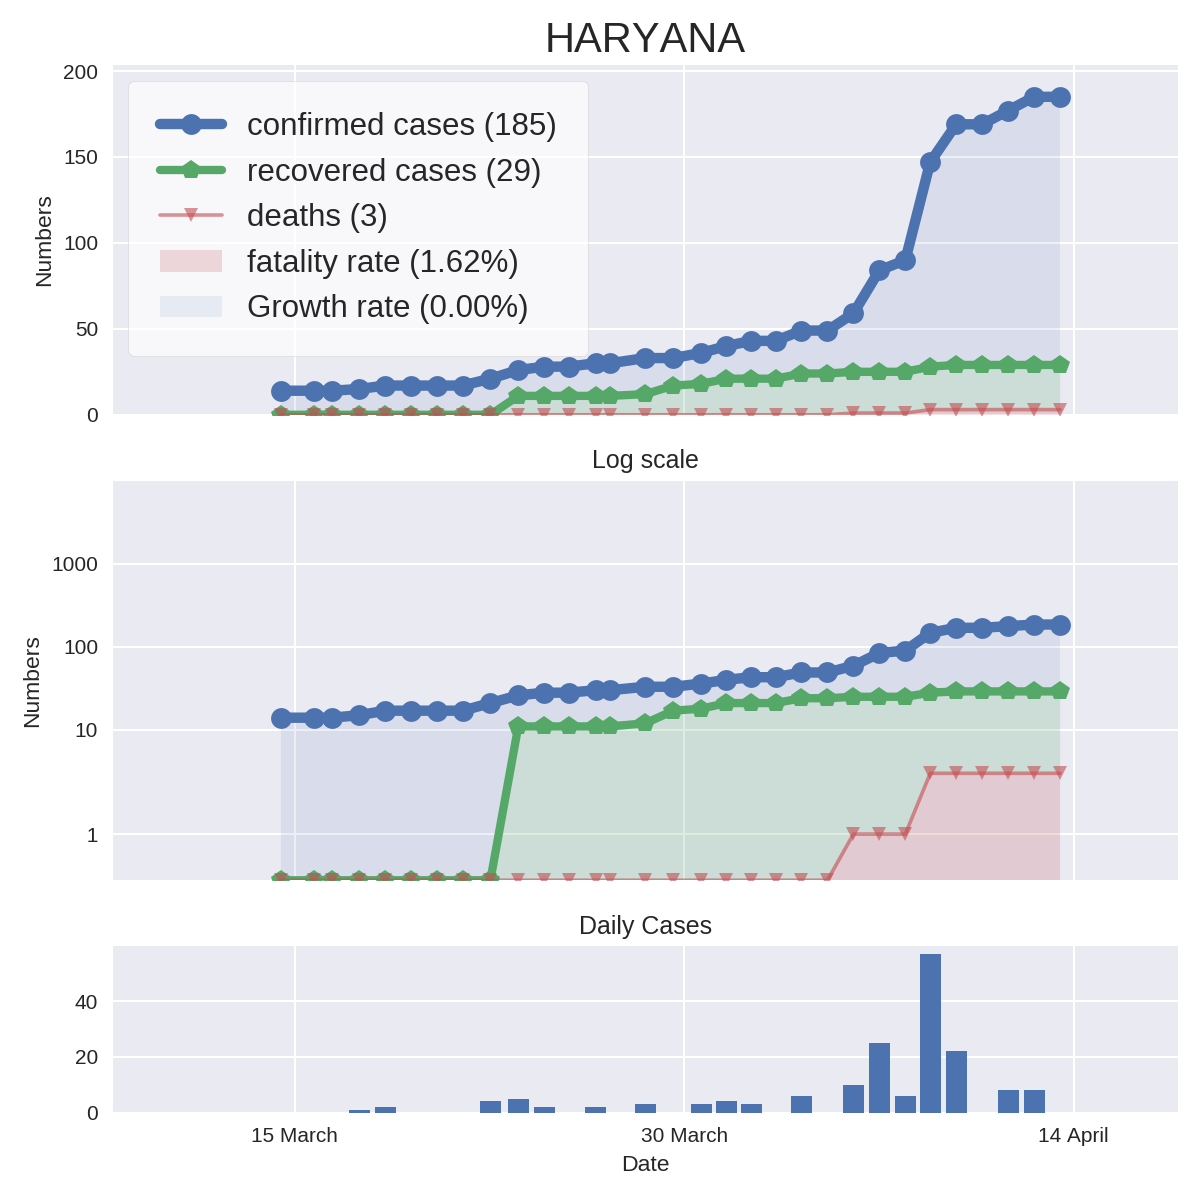 HARYANA
200
150
100
50
0
Numbers
confirmed cases (185)
recovered cases (29)
deaths (3)
fatality rate (1.62%)
Growth rate (0.00%)
Log scale
1000
100
10
1
Numbers
Daily Cases
40
20
0
15 March
30 March
14 April
Date